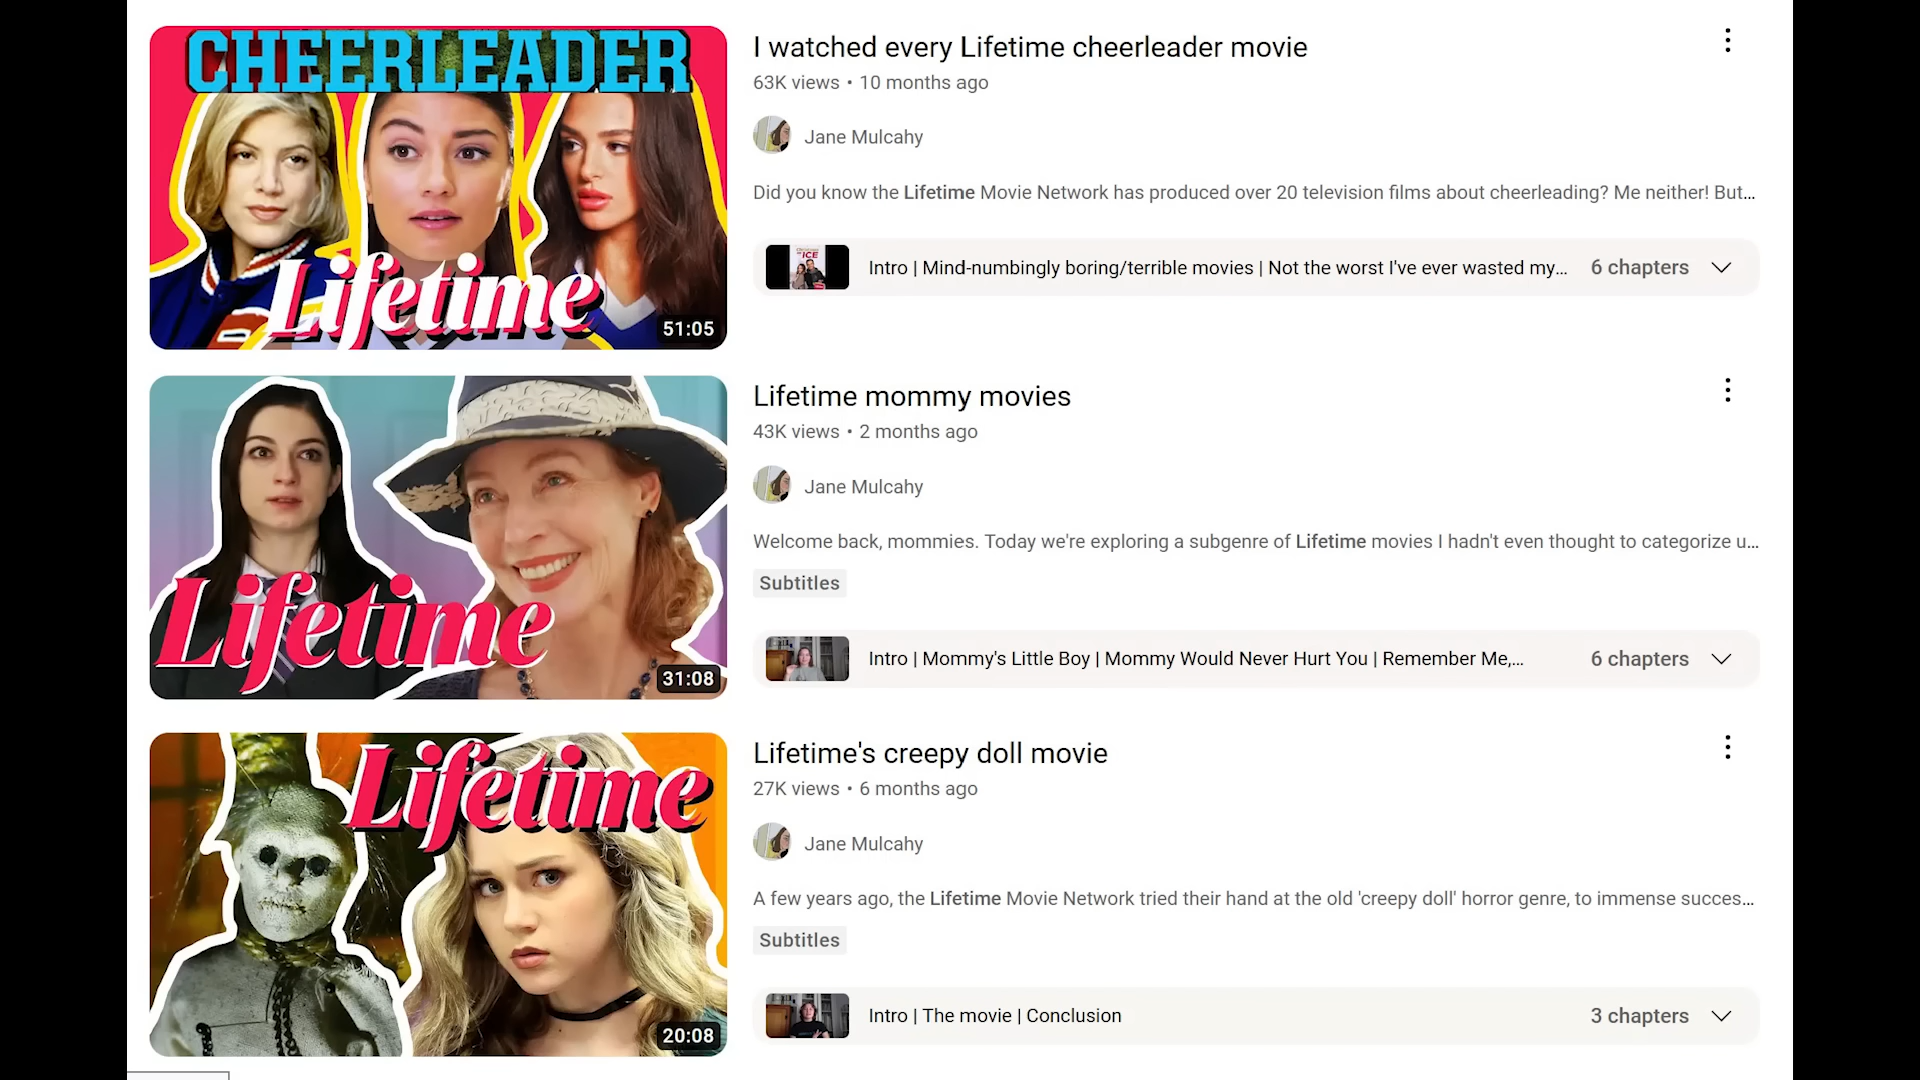 CHEERLEADER
Lifetime
51:05
I watched every Lifetime cheerleader movie
63K views • 10 months ago
Jane Mulcahy
Did you know the Lifetime Movie Network has produced over 20 television films about cheerleading? Me neither! But...
ICE
Intro | Mind-numbingly boring/terrible movies | Not the worst I've ever wasted my...
6 chapters
Lifetime
31:08
Lifetime mommy movies
43K views • 2 months ago
Jane Mulcahy
Welcome back, mommies. Today we're exploring a subgenre of Lifetime movies I hadn't even thought to categorize u...
Subtitles
Intro | Mommy's Little Boy | Mommy Would Never Hurt You | Remember Me,...
6 chapters
Lifetime
20:08
Lifetime's creepy doll movie
27K views • 6 months ago
Jane Mulcahy
A few years ago, the Lifetime Movie Network tried their hand at the old 'creepy doll' horror genre, to immense succes...
Subtitles
Intro | The movie | Conclusion
3 chapters